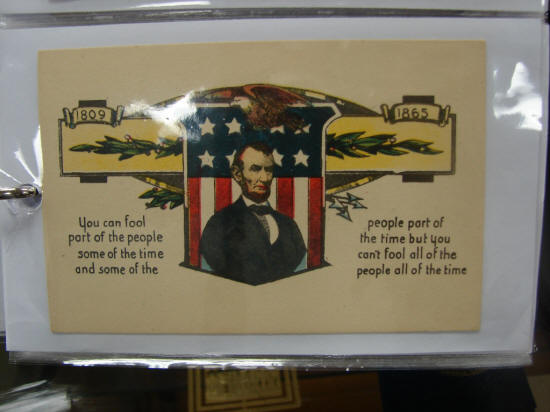 1809
1865
You can fool
part of the people
some of the time
and some of the
people part of
the time but you
can't fool all of the
people all of the time